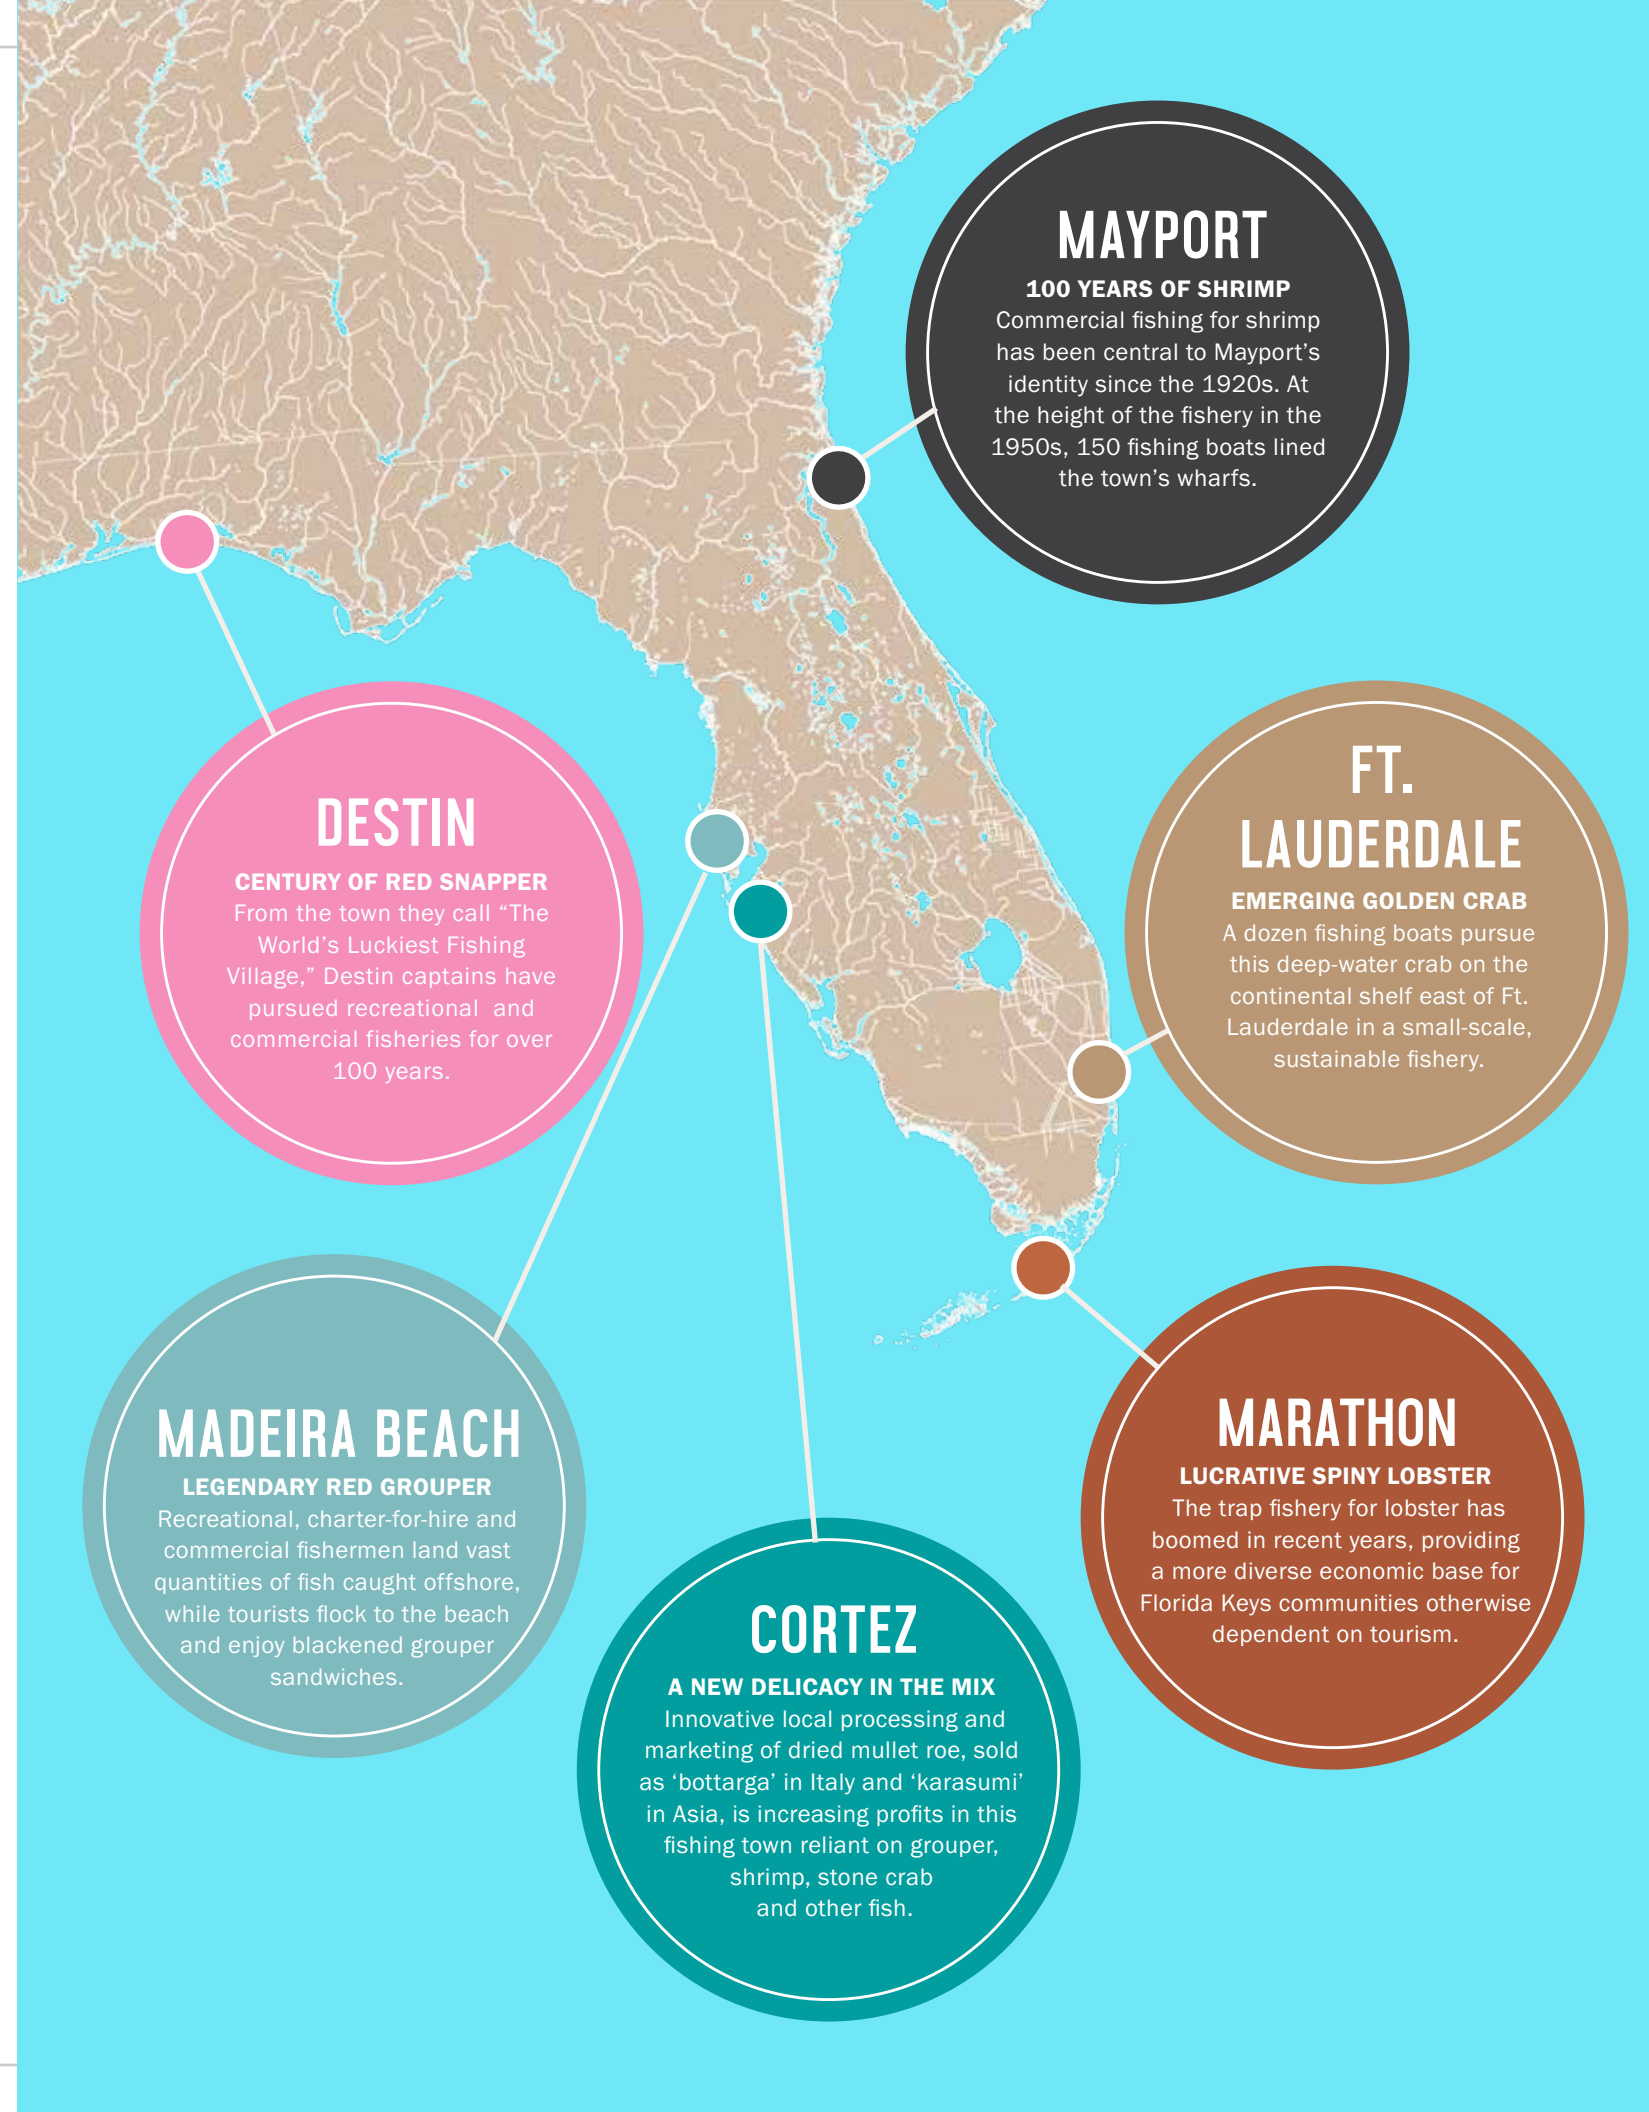 MAYPORT
100 YEARS OF SHRIMP
Commercial fishing for shrimp
has been central to Mayport’s
identity since the 1920s. At
the height of the fishery in the
1950s, 150 fishing boats lined
the town’s wharfs.
DESTIN
CENTURY OF RED SNAPPER
From the town they call “The
World’s Luckiest Fishing
Village,” Destin captains have
pursued recreational and
commercial fisheries for over
100 years.
FT.
LAUDERDALE
EMERGING GOLDEN CRAB
A dozen fishing boats pursue
this deep-water crab on the
continental shelf east of Ft.
Lauderdale in a small-scale,
sustainable fishery.
MADEIRA BEACH
LEGENDARY RED GROUPER
Recreational, charter-for-hire and
commercial fishermen land vast
quantities of fish caught offshore,
while tourists flock to the beach
and enjoy blackened grouper
sandwiches.
MARATHON
LUCRATIVE SPINY LOBSTER
The trap fishery for lobster has
boomed in recent years, providing
a more diverse economic base for
Florida Keys communities otherwise
dependent on tourism.
CORTEZ
A NEW DELICACY IN THE MIX
Innovative local processing and
marketing of dried mullet roe, sold
as ‘bottarga’ in Italy and ‘karasumi’
in Asia, is increasing profits in this
fishing town reliant on grouper,
shrimp, stone crab
and other fish.